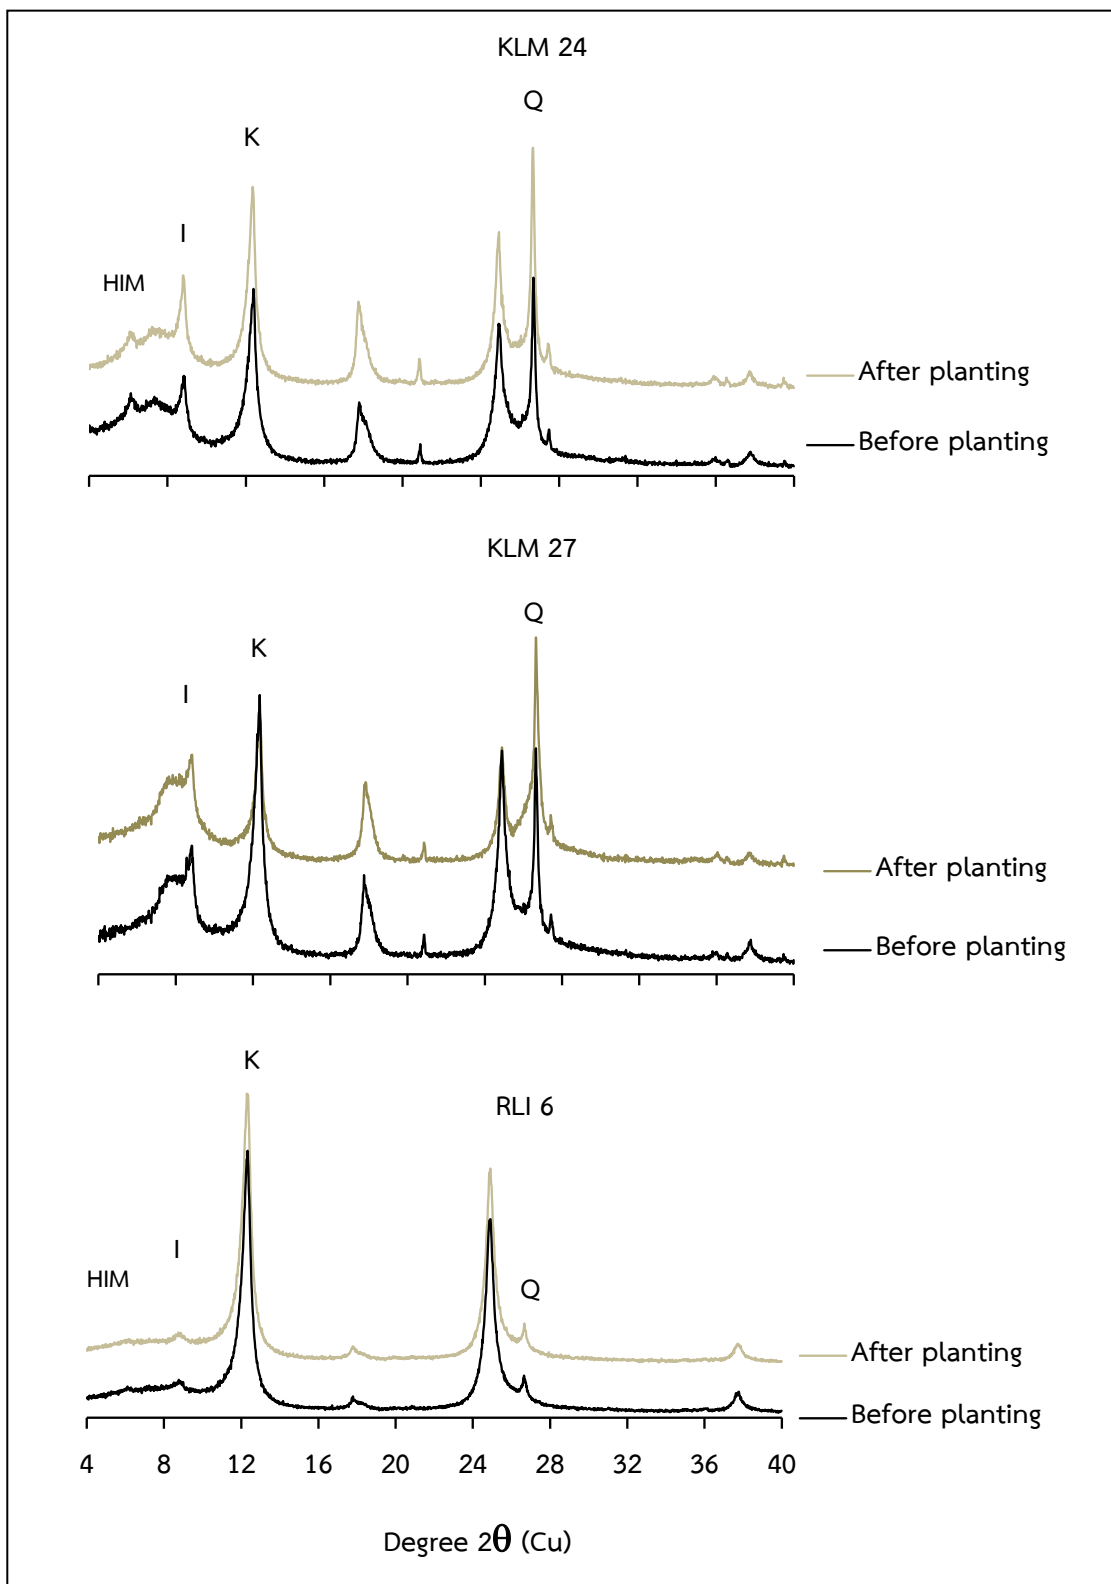 KLM 24
Q
K
I
HIM
After planting
Before planting
KLM 27
Q
K
I
After planting
Before planting
K
RLI 6
I
HIM
Q
After planting
Before planting
4 8 12 16 20 24 28 32 36 40
Degree 2θ (Cu)